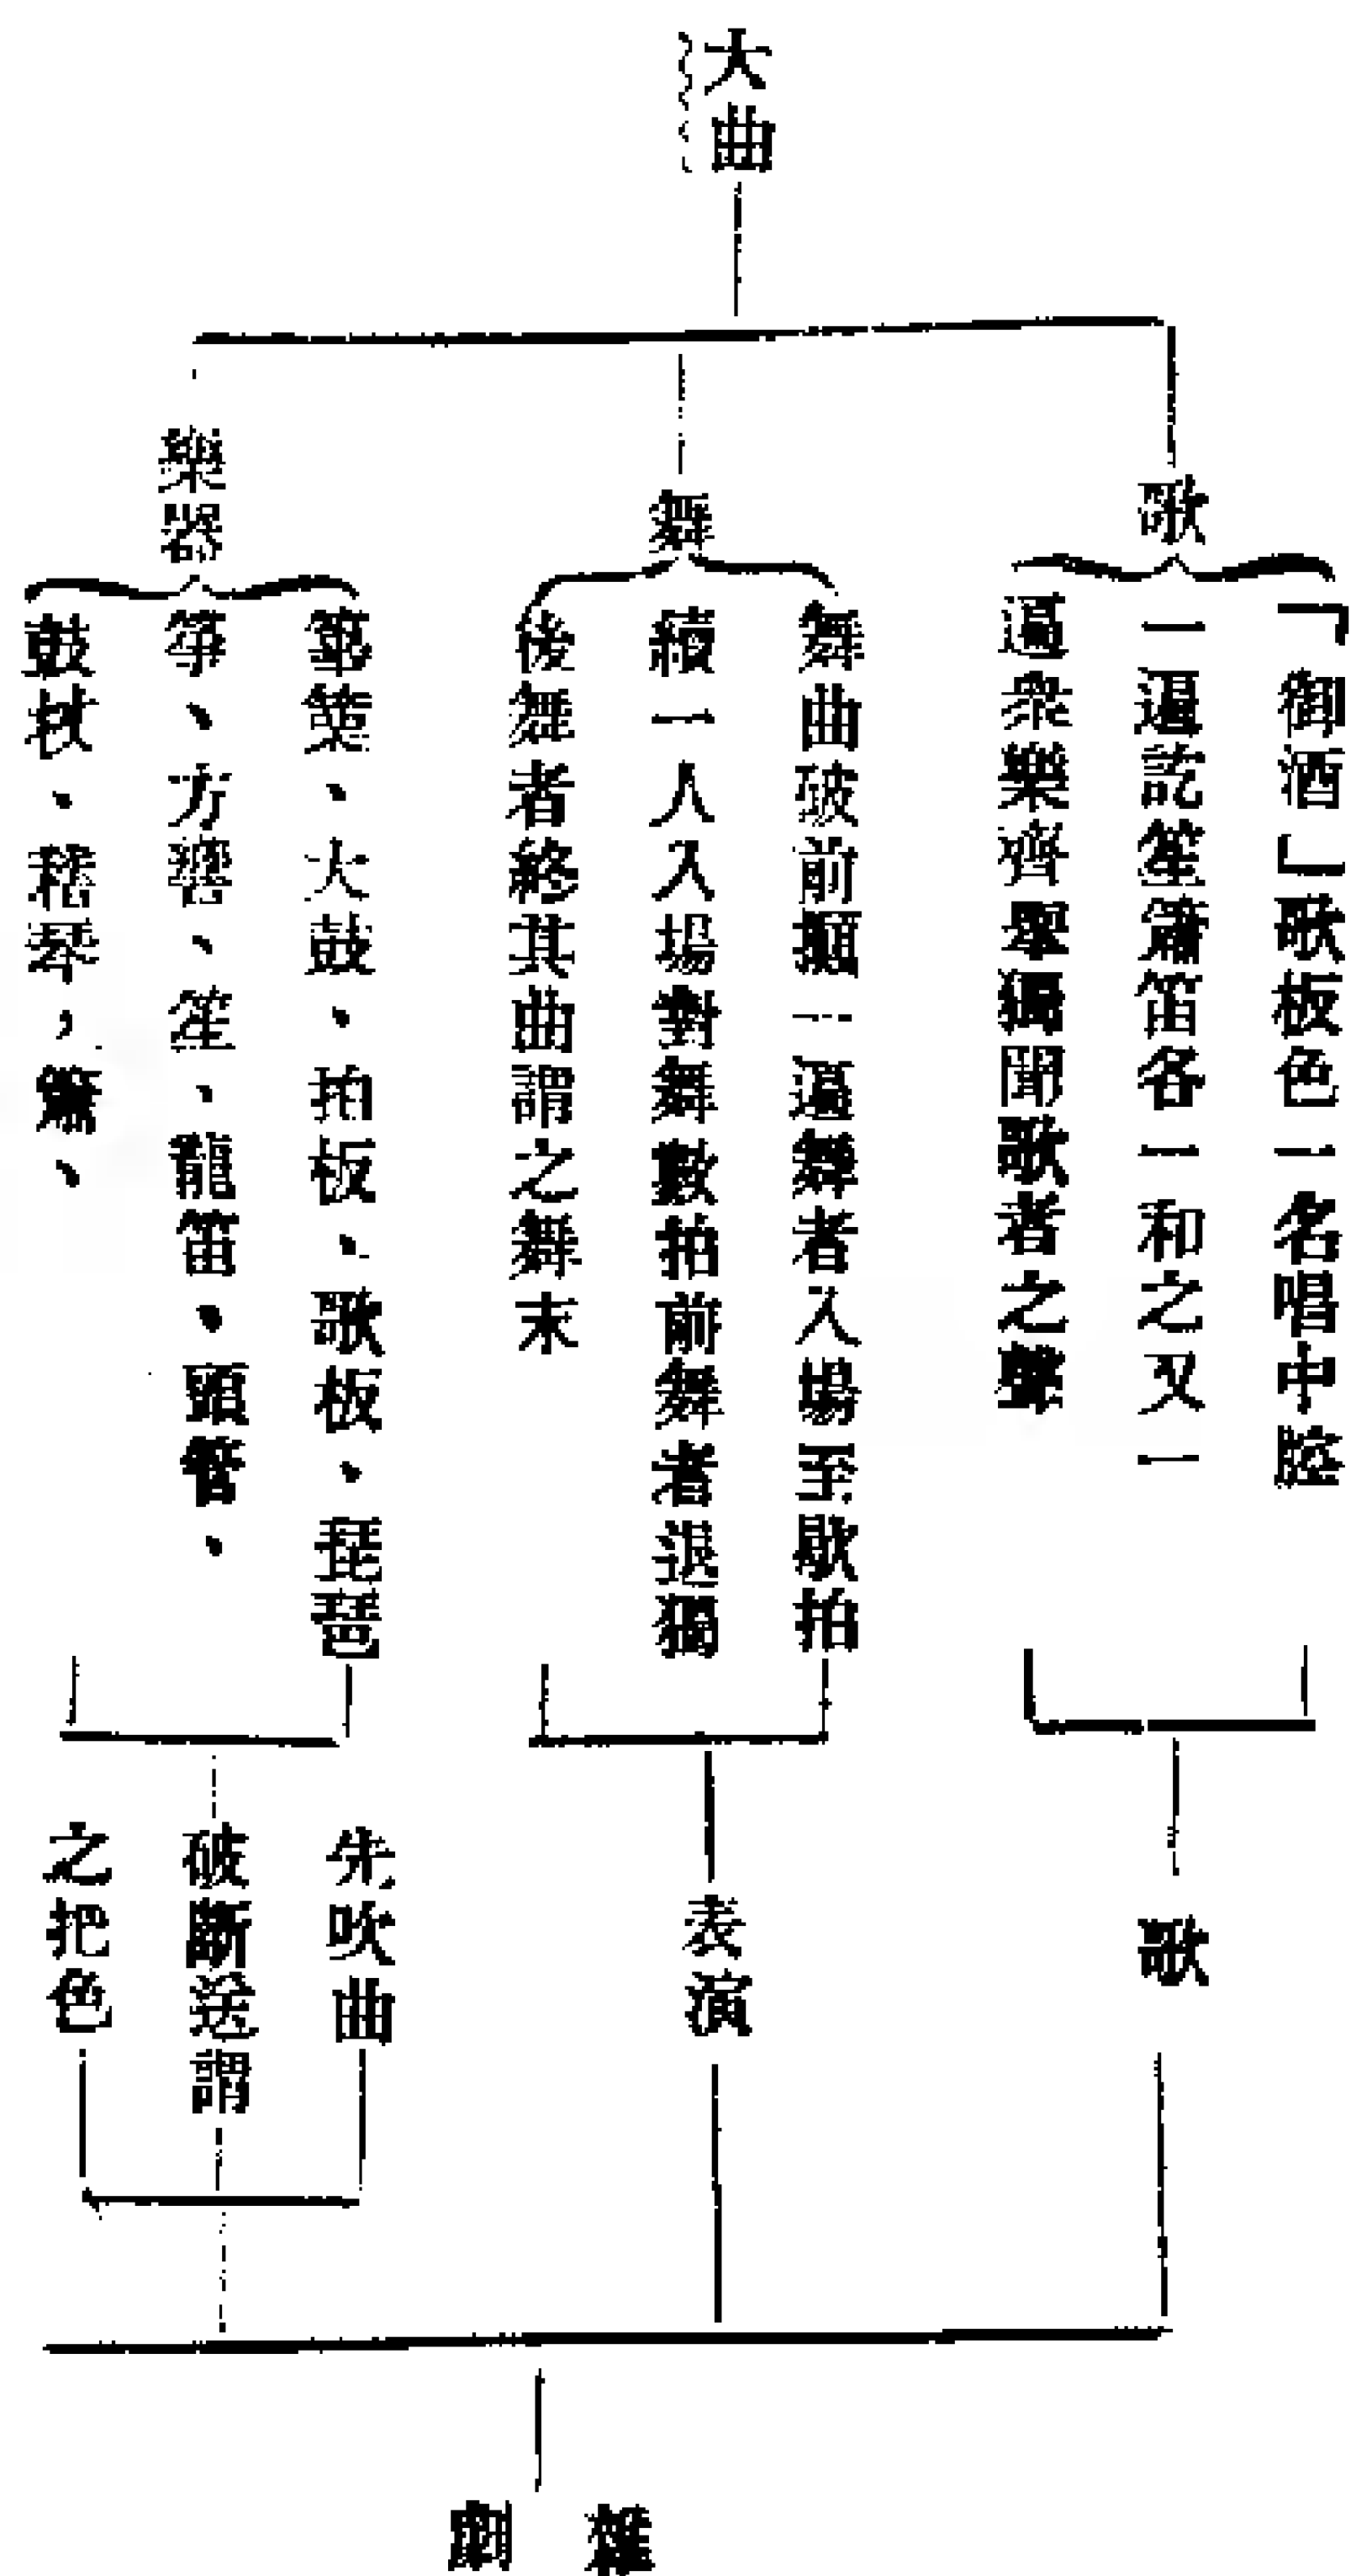 大曲
歌
「御酒」歌板色一名唱中腔
一遍訖笙簫笛各一和之又一
遍衆樂齊舉獨聞歌者之聲
舞
舞曲破前攧一遍舞者入場至歇拍
續一人入場對舞數拍前舞者退獨
後舞者終其曲謂之舞末
樂器
篳篥、大鼓、拍板、歌板、琵琶
箏、方響、笙、龍笛、頭管、
鼓杖、嵇琴，簫、
歌
表演
先吹曲
破斷送謂
之把色
雜
劇